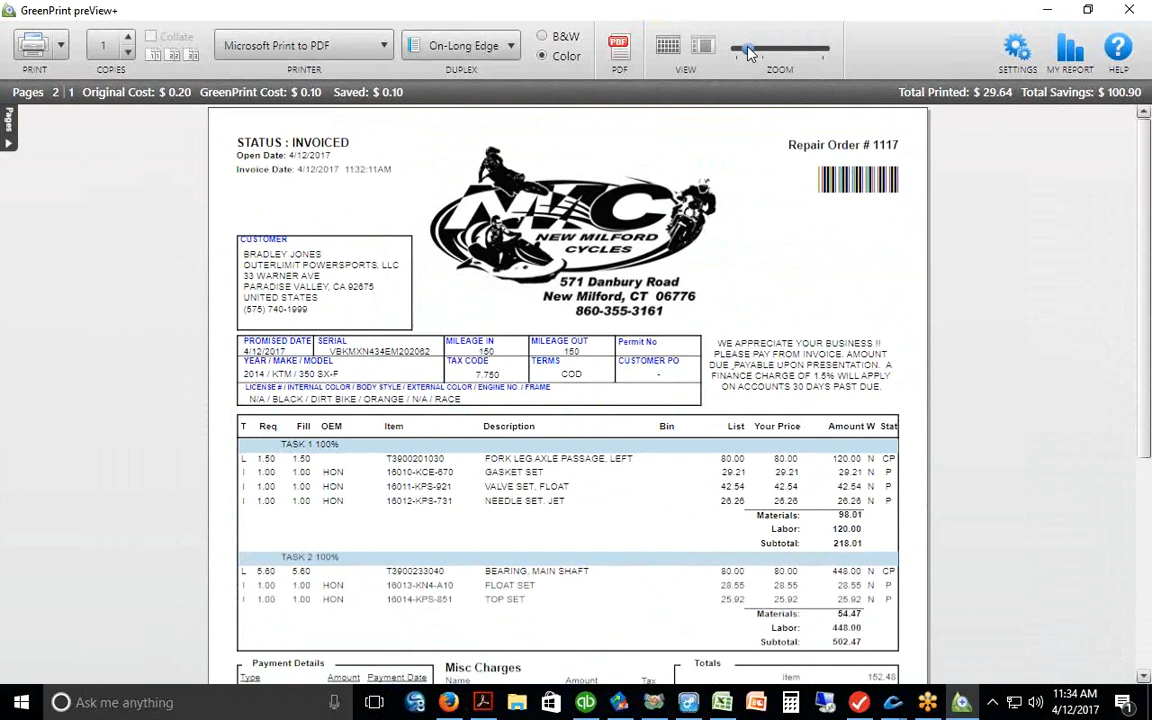 GreenPrint preView+
1
Collate
Microsoft Print to PDF
On-Long Edge
B&W
Color
PDF
PRINT
COPIES
PRINTER
DUPLEX
PDF
VIEW
ZOOM
SETTINGS
MY REPORT
HELP
Pages 2 | 1 Original Cost: $ 0.20 GreenPrint Cost: $ 0.10 Saved: $ 0.10
Total Printed: $ 29.64 Total Savings: $ 100.90
Pages
STATUS : INVOICED
Open Date: 4/12/2017
Invoice Date: 4/12/2017 11:32:11AM
Repair Order # 1117
NMC
NEW MILFORD
CYCLES
571 Danbury Road
New Milford, CT 06776
860-355-3161
CUSTOMER
BRADLEY JONES
OUTERLIMIT POWERSPORTS, LLC
33 WARNER AVE
PARADISE VALLEY, CA 92675
UNITED STATES
(575) 740-1999
PROMISED DATE SERIAL MILEAGE IN MILEAGE OUT Permit No
4/12/2017 VBKMXN434EM202062 150 150
YEAR / MAKE / MODEL TAX CODE TERMS CUSTOMER PO
2014 / KTM / 350 SX-F 7.750 COD -
LICENSE # / INTERNAL COLOR / BODY STYLE / EXTERNAL COLOR / ENGINE NO. / FRAME
N/A / BLACK / DIRT BIKE / ORANGE / N/A / RACE
WE APPRECIATE YOUR BUSINESS !!
PLEASE PAY FROM INVOICE. AMOUNT
DUE PAYABLE UPON PRESENTATION. A
FINANCE CHARGE OF 1.5% WILL APPLY
ON ACCOUNTS 30 DAYS PAST DUE.
T Req Fill OEM Item Description Bin List Your Price Amount W Stat
TASK 1 100%
L 1.50 1.50 T3900201030 FORK LEG AXLE PASSAGE, LEFT 80.00 80.00 120.00 N CP
I 1.00 1.00 HON 16010-KCE-670 GASKET SET 29.21 29.21 29.21 N P
I 1.00 1.00 HON 16011-KPS-921 VALVE SET, FLOAT 42.54 42.54 42.54 N P
I 1.00 1.00 HON 16012-KPS-731 NEEDLE SET. JET 26.26 26.26 26.26 N P
Materials: 98.01
Labor: 120.00
Subtotal: 218.01
TASK 2 100%
L 5.60 5.60 T3900233040 BEARING, MAIN SHAFT 80.00 80.00 448.00 N CP
I 1.00 1.00 HON 16013-KN4-A10 FLOAT SET 28.55 28.55 28.55 N P
I 1.00 1.00 HON 16014-KPS-851 TOP SET 25.92 25.92 25.92 N P
Materials: 54.47
Labor: 448.00
Subtotal: 502.47
Payment Details Misc Charges Totals
Type Amount Payment Date Name Amount Tax Item 152.48
Ask me anything
11:34 AM
4/12/2017
1